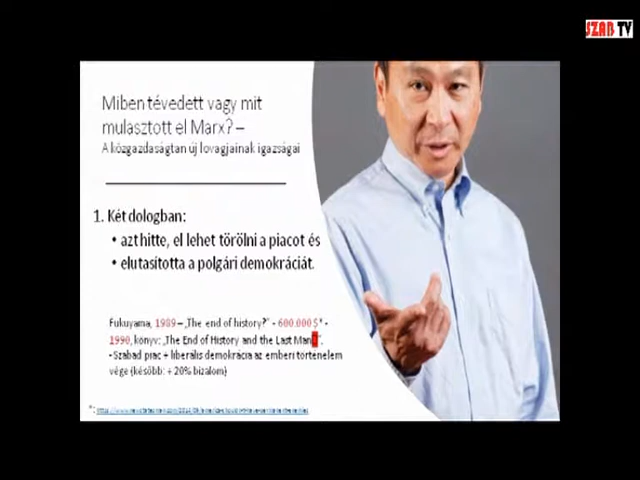 SZAB TV
Miben tévedett vagy mit
mulasztott el Marx? –
A közgazdaságtan új lovagjainak igazságai
1. Két dologban:
• azt hitte, el lehet törölni a piacot és
• elutasította a polgári demokráciát.
Fukuyama, 1989 – „The end of history?" - 600.000 $* -
1990, könyv: „The End of History and the Last Man
- Szabad piac + liberális demokrácia az emberi történelem
vége (később: + 20% bizalom)